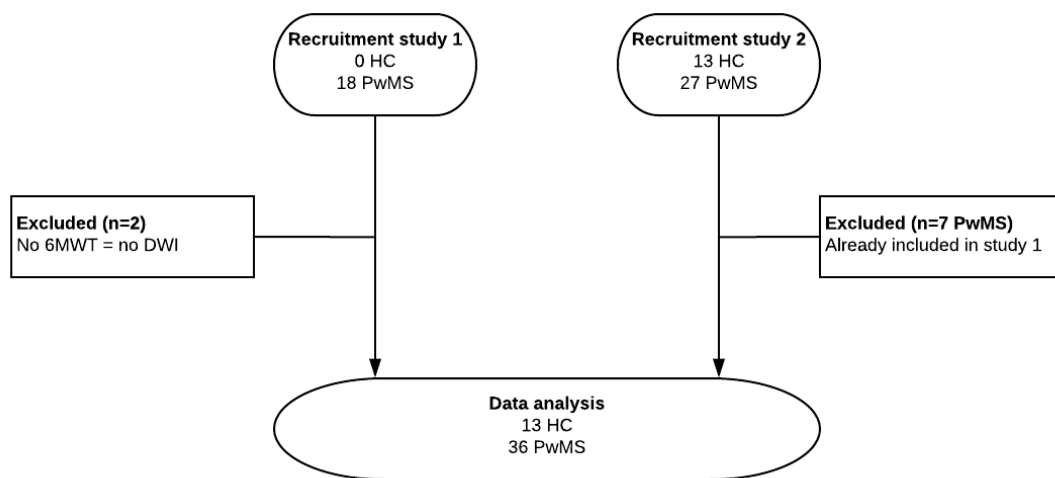 Recruitment study 1
0 HC
18 PwMS
Recruitment study 2
13 HC
27 PwMS
Excluded (n=2)
No 6MWT = no DWI
Excluded (n=7 PwMS)
Already included in study 1
Data analysis
13 HC
36 PwMS